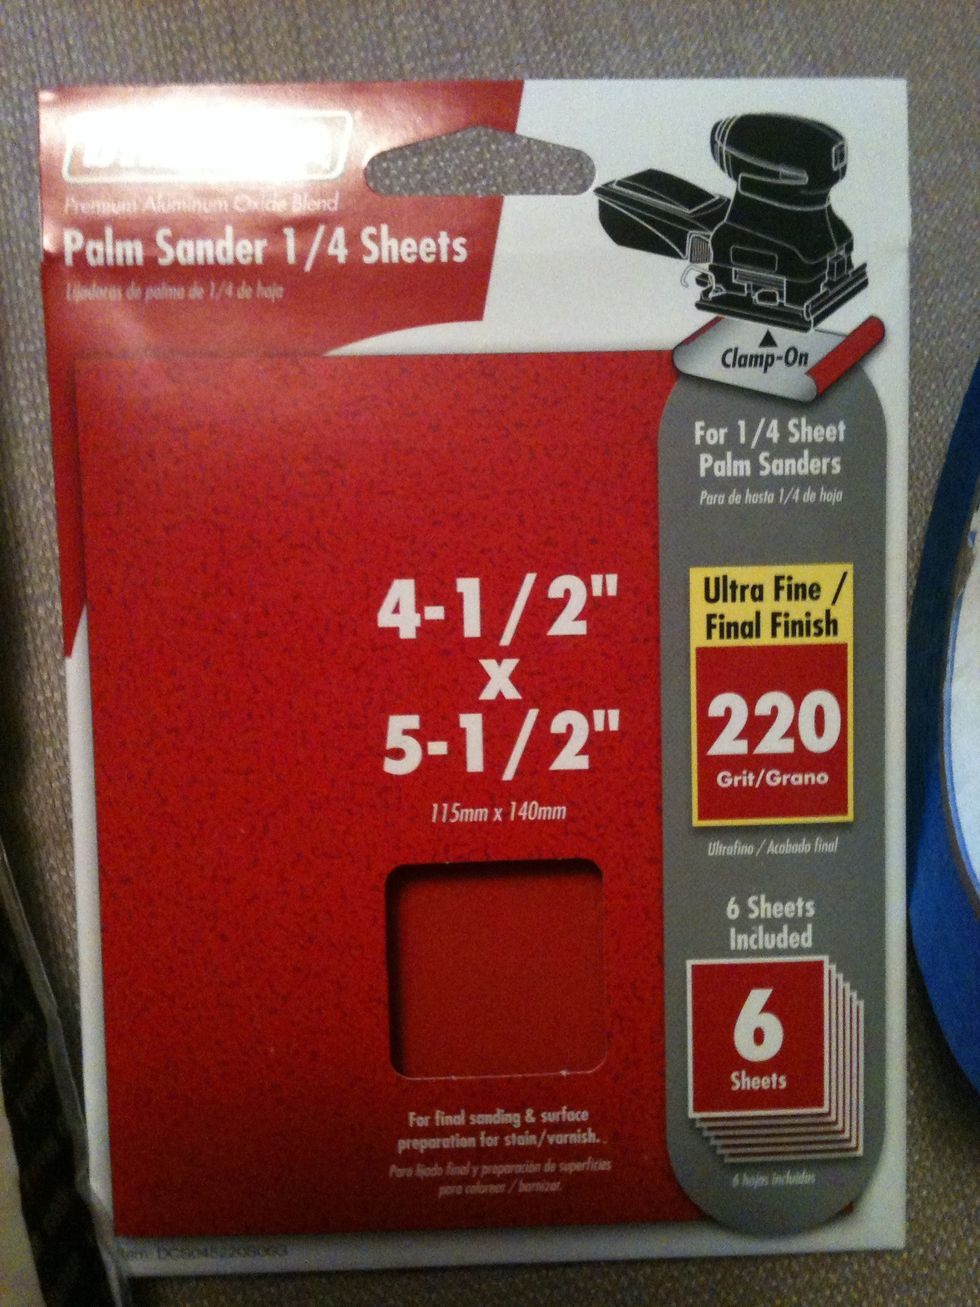 Premium Aluminum Oxide Blend
Palm Sander 1/4 Sheets
Lijadoras de palma de 1/4 de hoja
Clamp-On
For 1/4 Sheet
Palm Sanders
Para de hasta 1/4 de hoja
4-1/2"
x
5-1/2"
115mm x 140mm
Ultra Fine /
Final Finish
220
Grit/Grano
Ultrafino / Acabado final
6 Sheets
Included
6
Sheets
6 hojas incluidas
For final sanding & surface
preparation for stain/varnish.
Para lijado final y preparación de superficies
para colorear / barnizar.